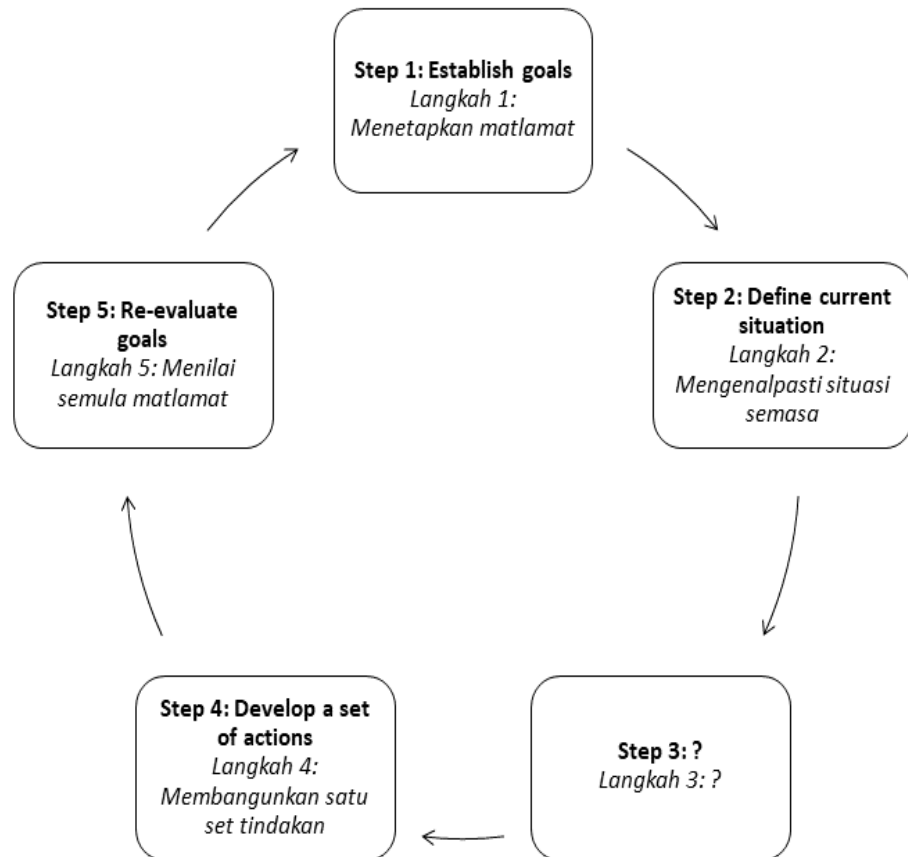 Step 1: Establish goals
Langkah 1:
Menetapkan matlamat
Step 2: Define current
situation
Langkah 2:
Mengenalpasti situasi
semasa
Step 3: ?
Langkah 3: ?
Step 4: Develop a set
of actions
Langkah 4:
Membangunkan satu
set tindakan
Step 5: Re-evaluate
goals
Langkah 5: Menilai
semula matlamat